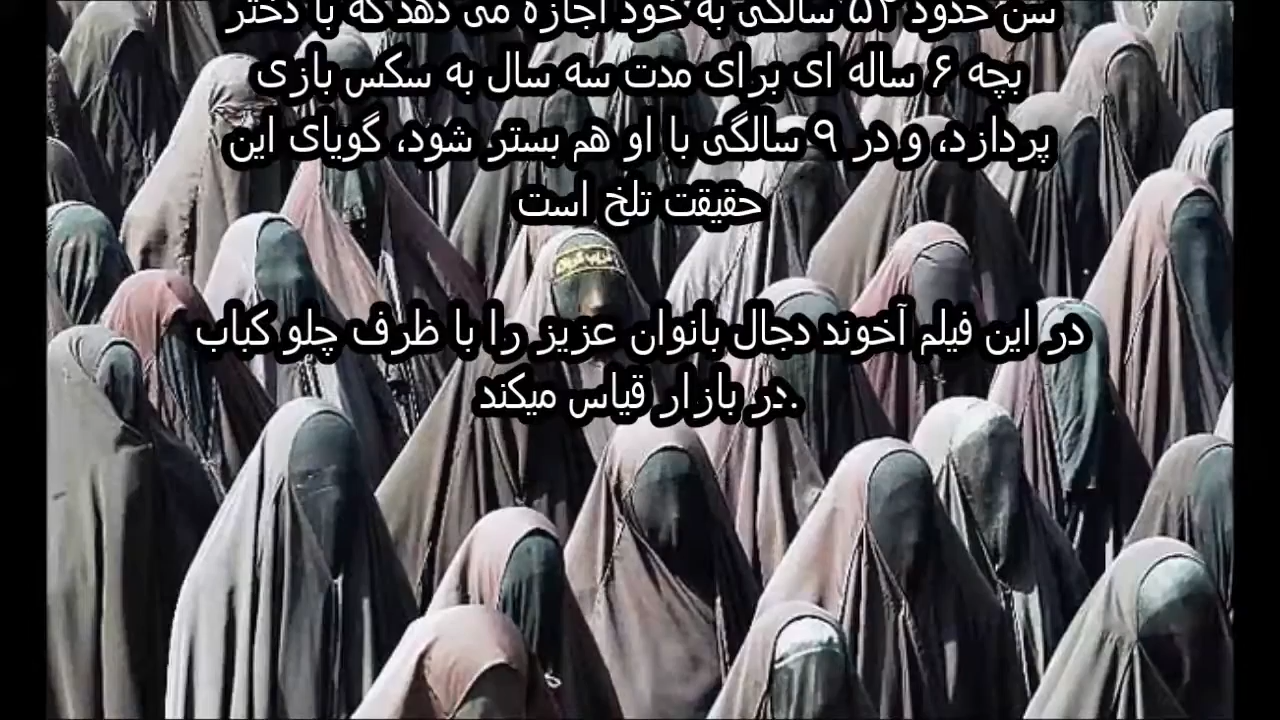 سن حدود ۵۲ سالگی به خود اجازه می دهد که با دختر
بچه ۶ ساله ای برای مدت سه سال به سکس بازی
پردازد، و در ۹ سالگی با او هم بستر شود، گویای این
حقیقت تلخ است
در این فیلم آخوند دجال بانوان عزیز را با ظرف چلو کباب
در بازار قیاس میکند.